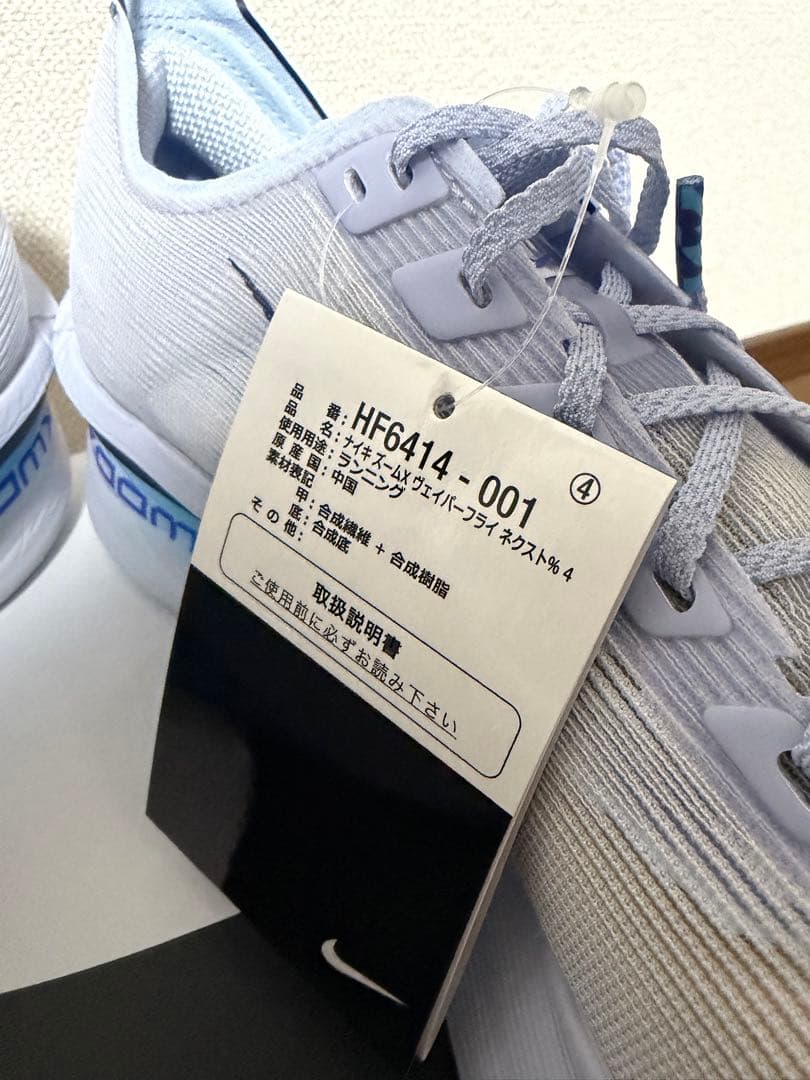 ④
品番:HF6414-001
品名:ナイキ ズームX ヴェイパーフライ ネクスト% 4
使用用途:ランニング
原産国:中国
素材表記
甲:合成繊維 + 合成樹脂
底:合成底
その他:
取扱説明書
ご使用前に必ずお読み下さい